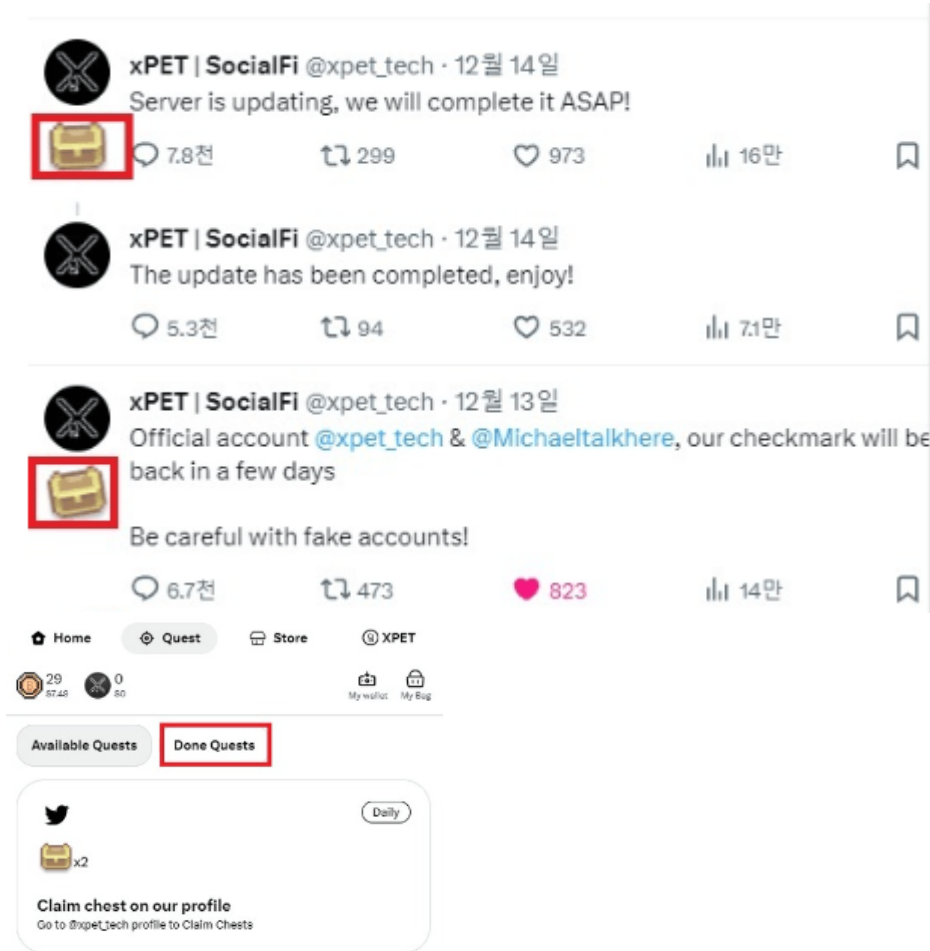 xPET | SocialFi @xpet_tech · 12월 14일
Server is updating, we will complete it ASAP!
7.8천 299 973 16만
xPET | SocialFi @xpet_tech · 12월 14일
The update has been completed, enjoy!
5.3천 94 532 7.1만
xPET | SocialFi @xpet_tech · 12월 13일
Official account @xpet_tech & @Michaeltalkhere, our checkmark will be
back in a few days
Be careful with fake accounts!
6.7천 473 823 14만
Home Quest Store XPET
29 0
$7.48 $0
My wallet My Bag
Available Quests Done Quests
Daily
x2
Claim chest on our profile
Go to @xpet_tech profile to Claim Chests